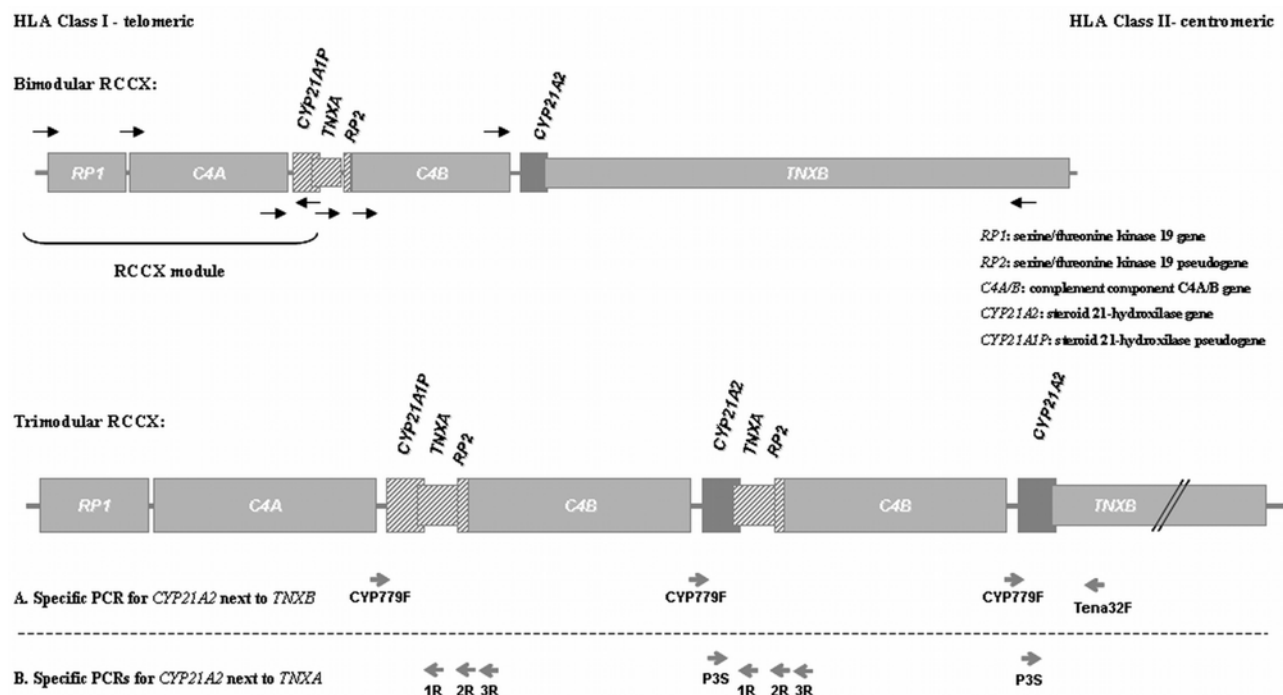 HLA Class I - telomeric
HLA Class II- centromeric
Bimodular RCCX:
CYP21A1P
TNXA
RP2
CYP21A2
RP1
C4A
C4B
TNXB
RCCX module
RP1: serine/threonine kinase 19 gene
RP2: serine/threonine kinase 19 pseudogene
C4A/B: complement component C4A/B gene
CYP21A2: steroid 21-hydroxilase gene
CYP21A1P: steroid 21-hydroxilase pseudogene
Trimodular RCCX:
CYP21A1P
TNXA
RP2
CYP21A2
TNXA
RP2
CYP21A2
RP1
C4A
C4B
C4B
TNXB
A. Specific PCR for CYP21A2 next to TNXB
CYP779F
CYP779F
CYP779F
Tena32F
B. Specific PCRs for CYP21A2 next to TNXA
1R
2R
3R
P3S
1R
2R
3R
P3S